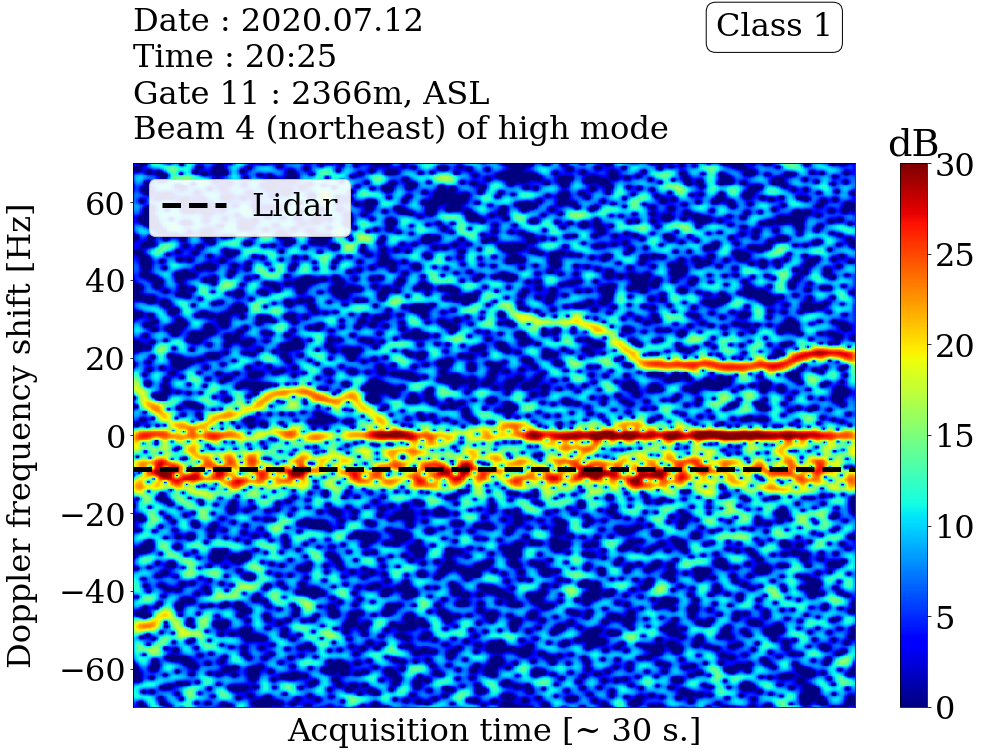 Date : 2020.07.12
Time : 20:25
Gate 11 : 2366m, ASL
Beam 4 (northeast) of high mode
Class 1
dB
Lidar
Doppler frequency shift [Hz]
60
40
20
0
−20
−40
−60
30
25
20
15
10
5
0
Acquisition time [~ 30 s.]